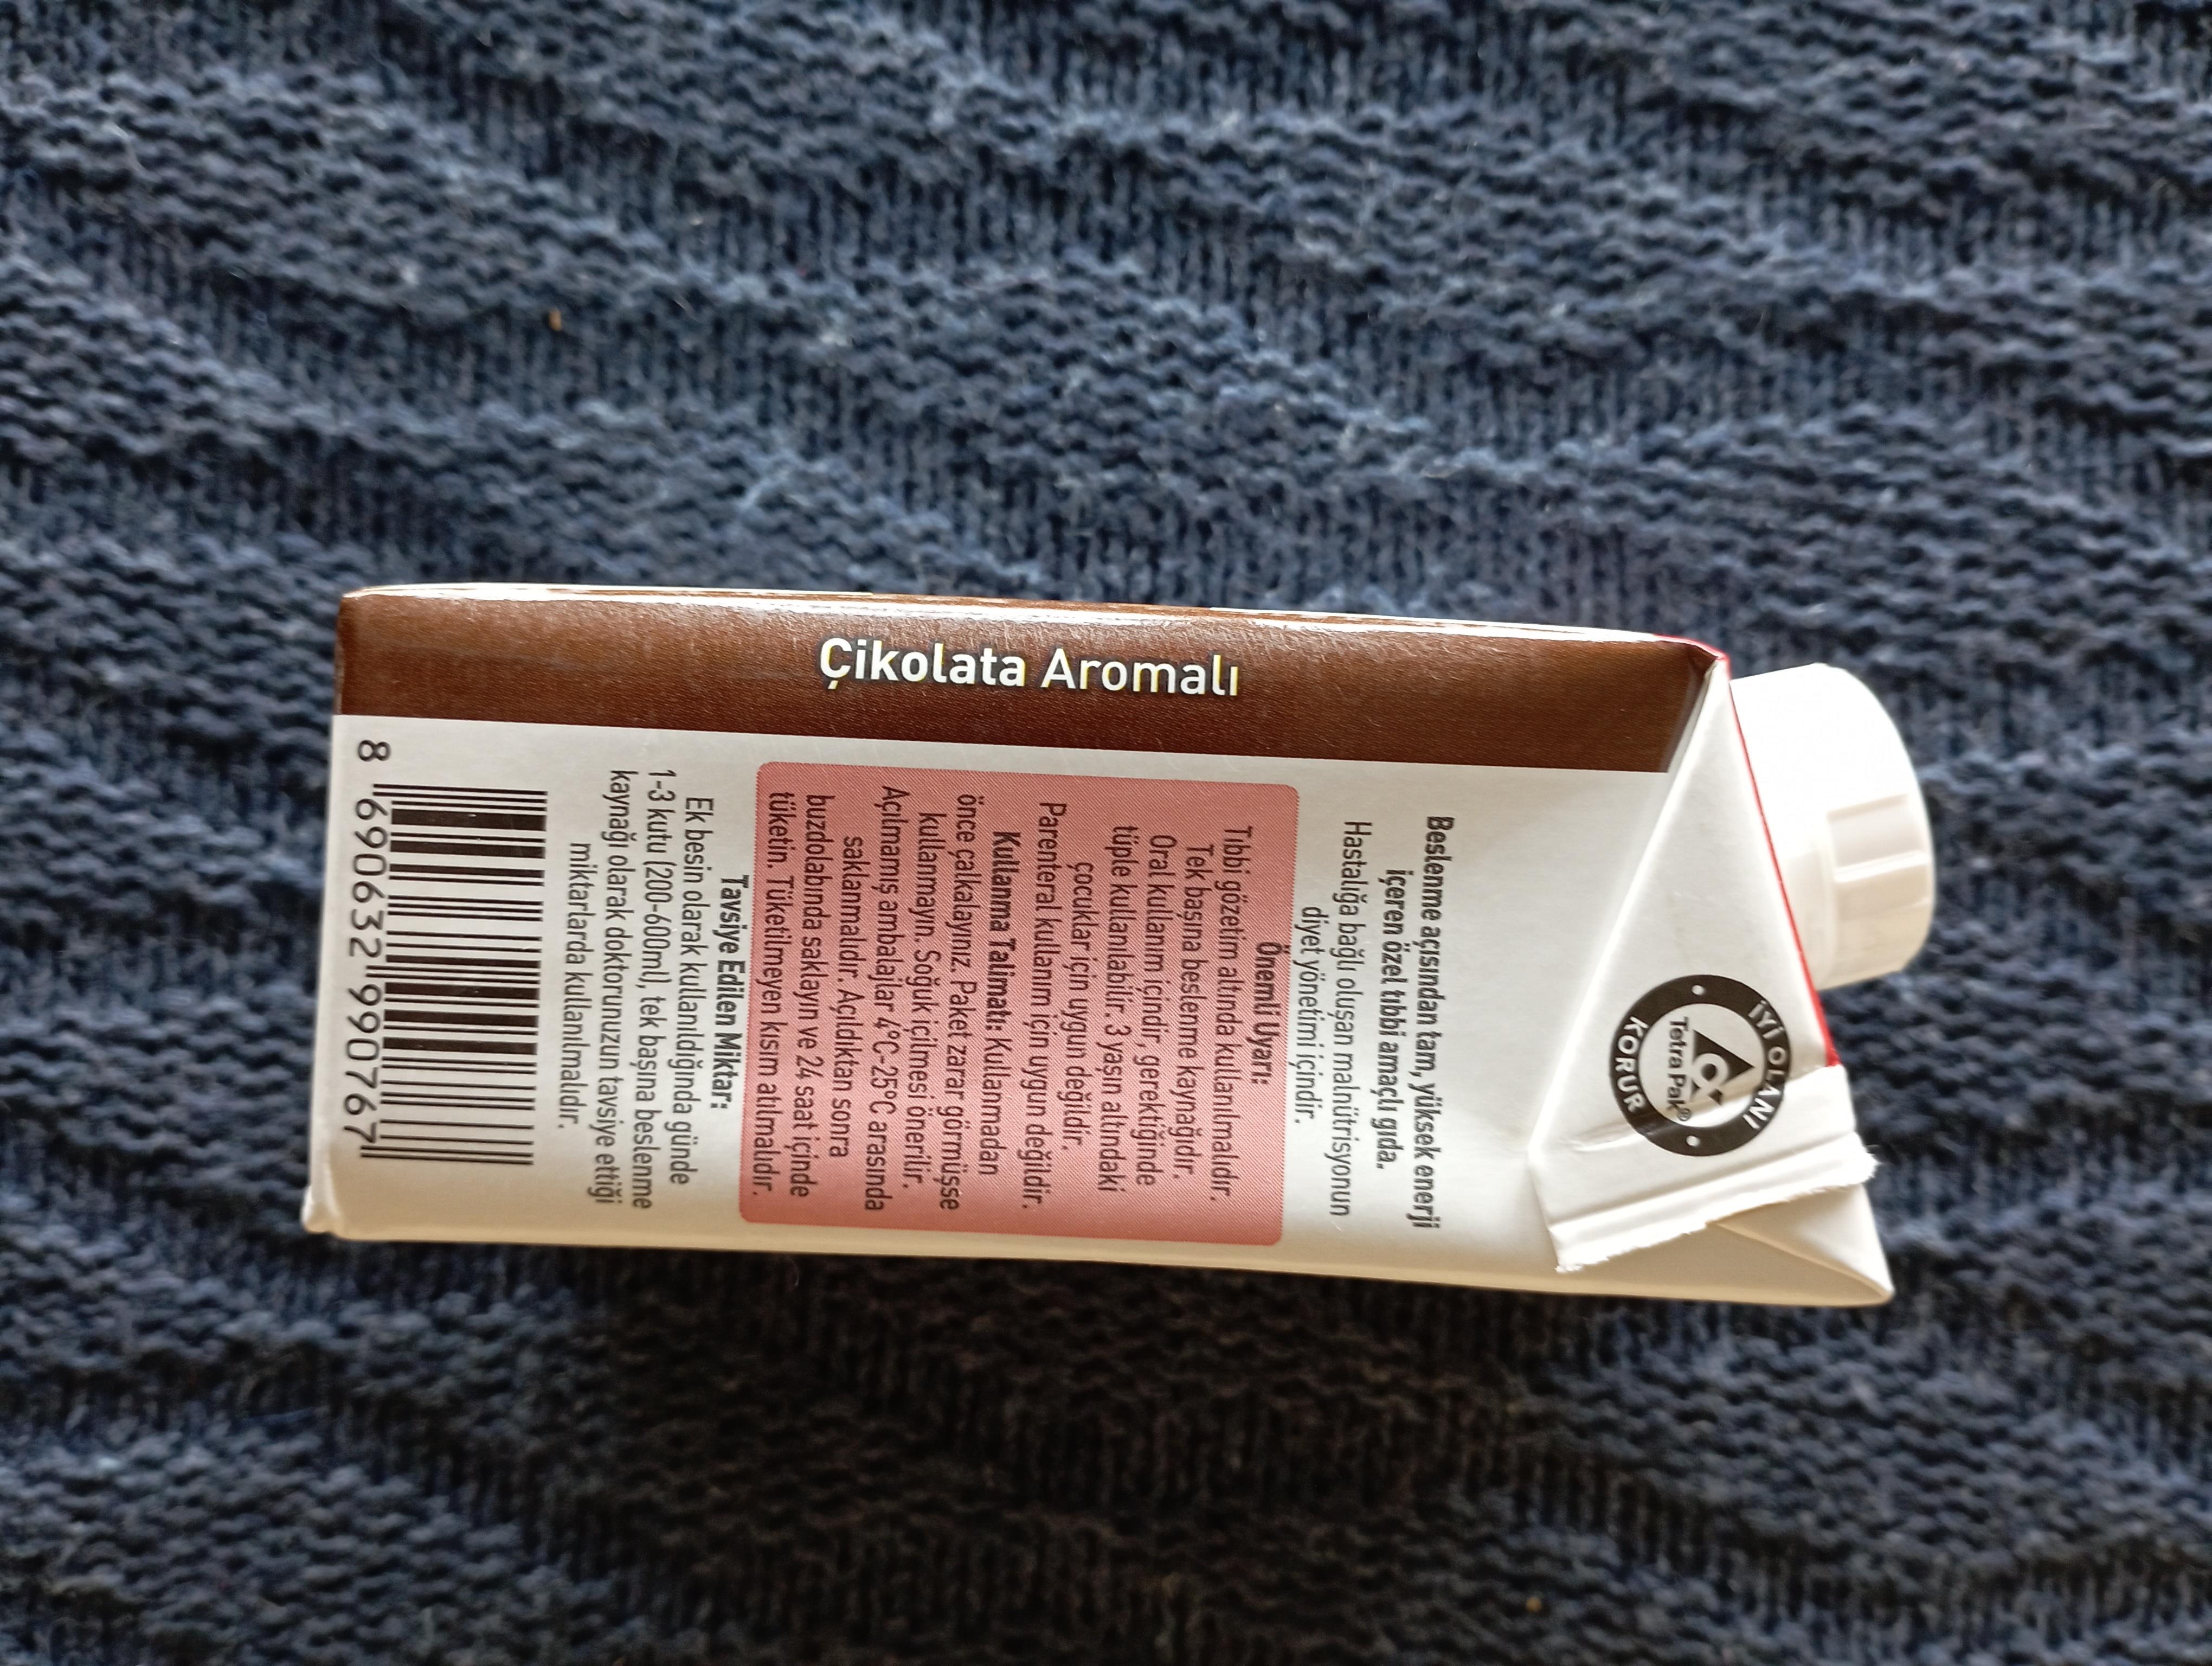 Çikolata Aromalı
İYİ OLANI
Tetra Pak®
KORUR
Beslenme açısından tam, yüksek enerji
içeren özel tıbbi amaçlı gıda.
Hastalığa bağlı oluşan malnütrisyonun
diyet yönetimi içindir.
Önemli Uyarı:
Tıbbi gözetim altında kullanılmalıdır.
Tek başına beslenme kaynağıdır.
Oral kullanım içindir, gerektiğinde
tüple kullanılabilir. 3 yaşın altındaki
çocuklar için uygun değildir.
Parenteral kullanım için uygun değildir.
Kullanma Talimatı: Kullanmadan
önce çalkalayınız. Paket zarar görmüşse
kullanmayın. Soğuk içilmesi önerilir.
Açılmamış ambalajlar 4°C-25°C arasında
saklanmalıdır. Açıldıktan sonra
buzdolabında saklayın ve 24 saat içinde
tüketin. Tüketilmeyen kısım atılmalıdır.
Tavsiye Edilen Miktar:
Ek besin olarak kullanıldığında günde
1-3 kutu (200-600ml), tek başına beslenme
kaynağı olarak doktorunuzun tavsiye ettiği
miktarlarda kullanılmalıdır.
8 690632 990767